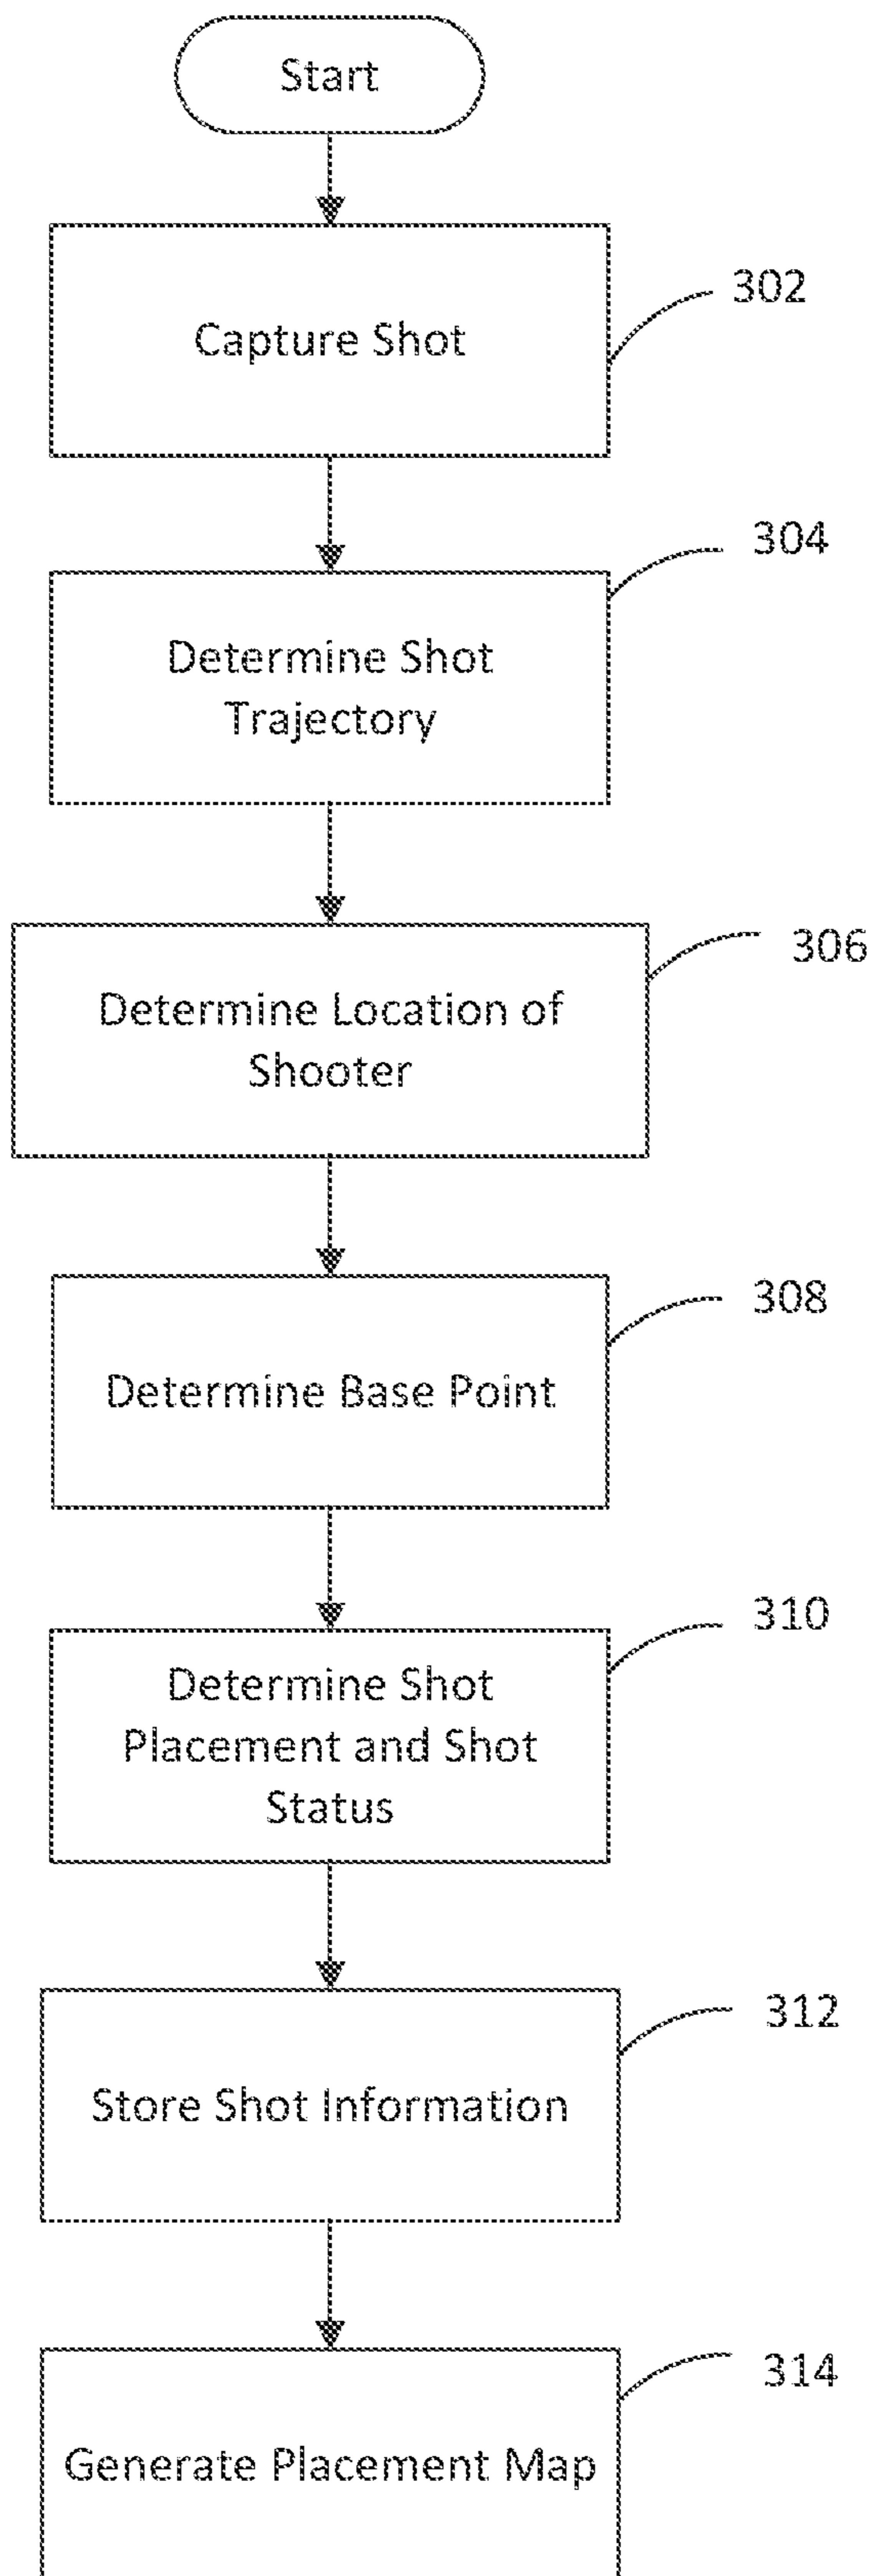 Start
302
Capture Shot
304
Determine Shot
Trajectory
306
Determine Location of
Shooter
308
Determine Base Point
310
Determine Shot
Placement and Shot
Status
312
Store Shot Information
314
Generate Placement Map